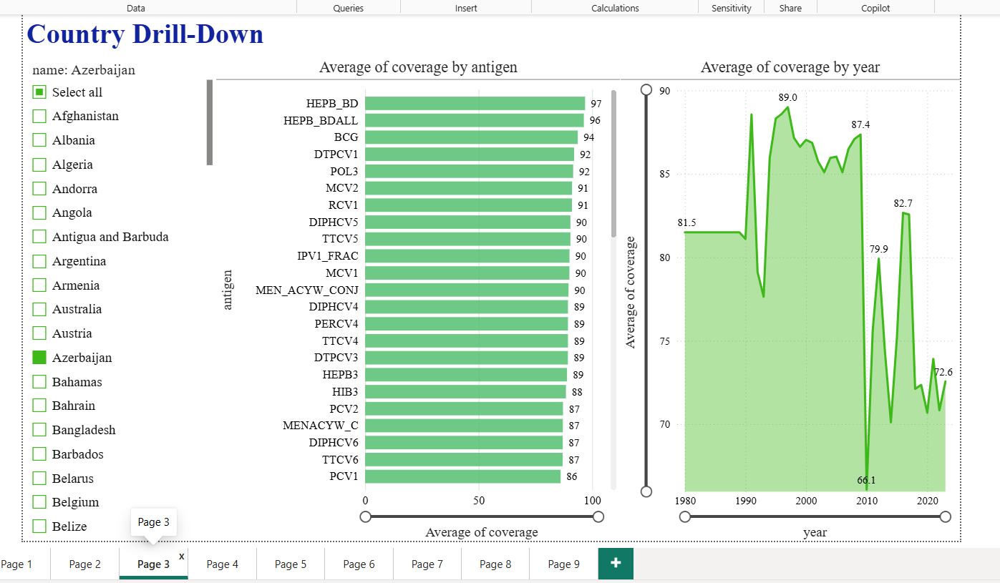 Data Queries Insert Calculations Sensitivity Share Copilot
Country Drill-Down
name: Azerbaijan
Select all
Afghanistan
Albania
Algeria
Andorra
Angola
Antigua and Barbuda
Argentina
Armenia
Australia
Austria
Azerbaijan
Bahamas
Bahrain
Bangladesh
Barbados
Belarus
Belgium
Belize
Average of coverage by antigen
antigen
HEPB_BD 97
HEPB_BDALL 96
BCG 94
DTPCV1 92
POL3 92
MCV2 91
RCV1 91
DIPHCV5 90
TTCV5 90
IPV1_FRAC 90
MCV1 90
MEN_ACYW_CONJ 90
DIPHCV4 89
PERCV4 89
TTCV4 89
DTPCV3 89
HEPB3 89
HIB3 88
PCV2 87
MENACYW_C 87
DIPHCV6 87
TTCV6 87
PCV1 86
0 50 100
Average of coverage
Average of coverage by year
Average of coverage
90
85
80
75
70
81.5
89.0
87.4
66.1
79.9
82.7
72.6
1980 1990 2000 2010 2020
year
Page 3
Page 1 Page 2 Page 3 x Page 4 Page 5 Page 6 Page 7 Page 8 Page 9 +